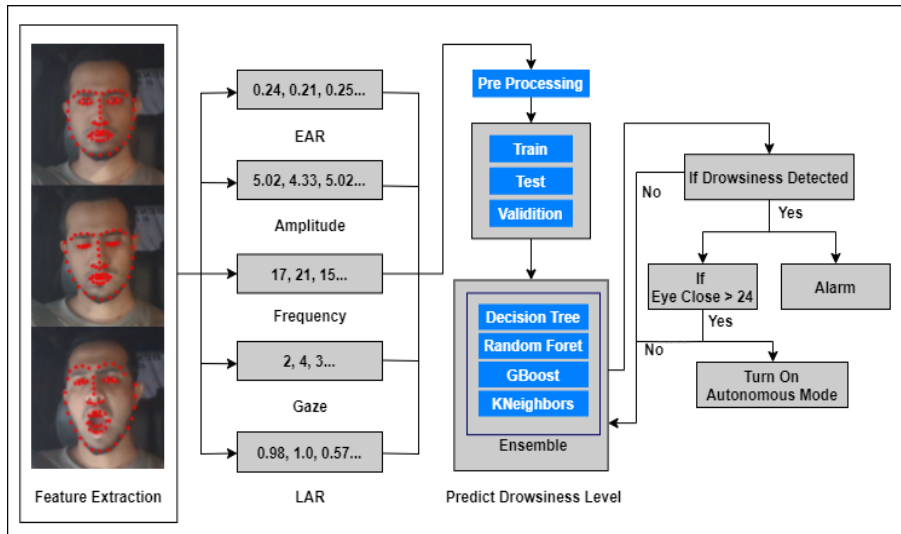 Feature Extraction
0.24, 0.21, 0.25...
EAR
5.02, 4.33, 5.02...
Amplitude
17, 21, 15...
Frequency
2, 4, 3...
Gaze
0.98, 1.0, 0.57...
LAR
Pre Processing
Train
Test
Validition
Decision Tree
Random Foret
GBoost
KNeighbors
Ensemble
Predict Drowsiness Level
If Drowsiness Detected
No
Yes
If
Eye Close > 24
Alarm
Yes
No
Turn On
Autonomous Mode